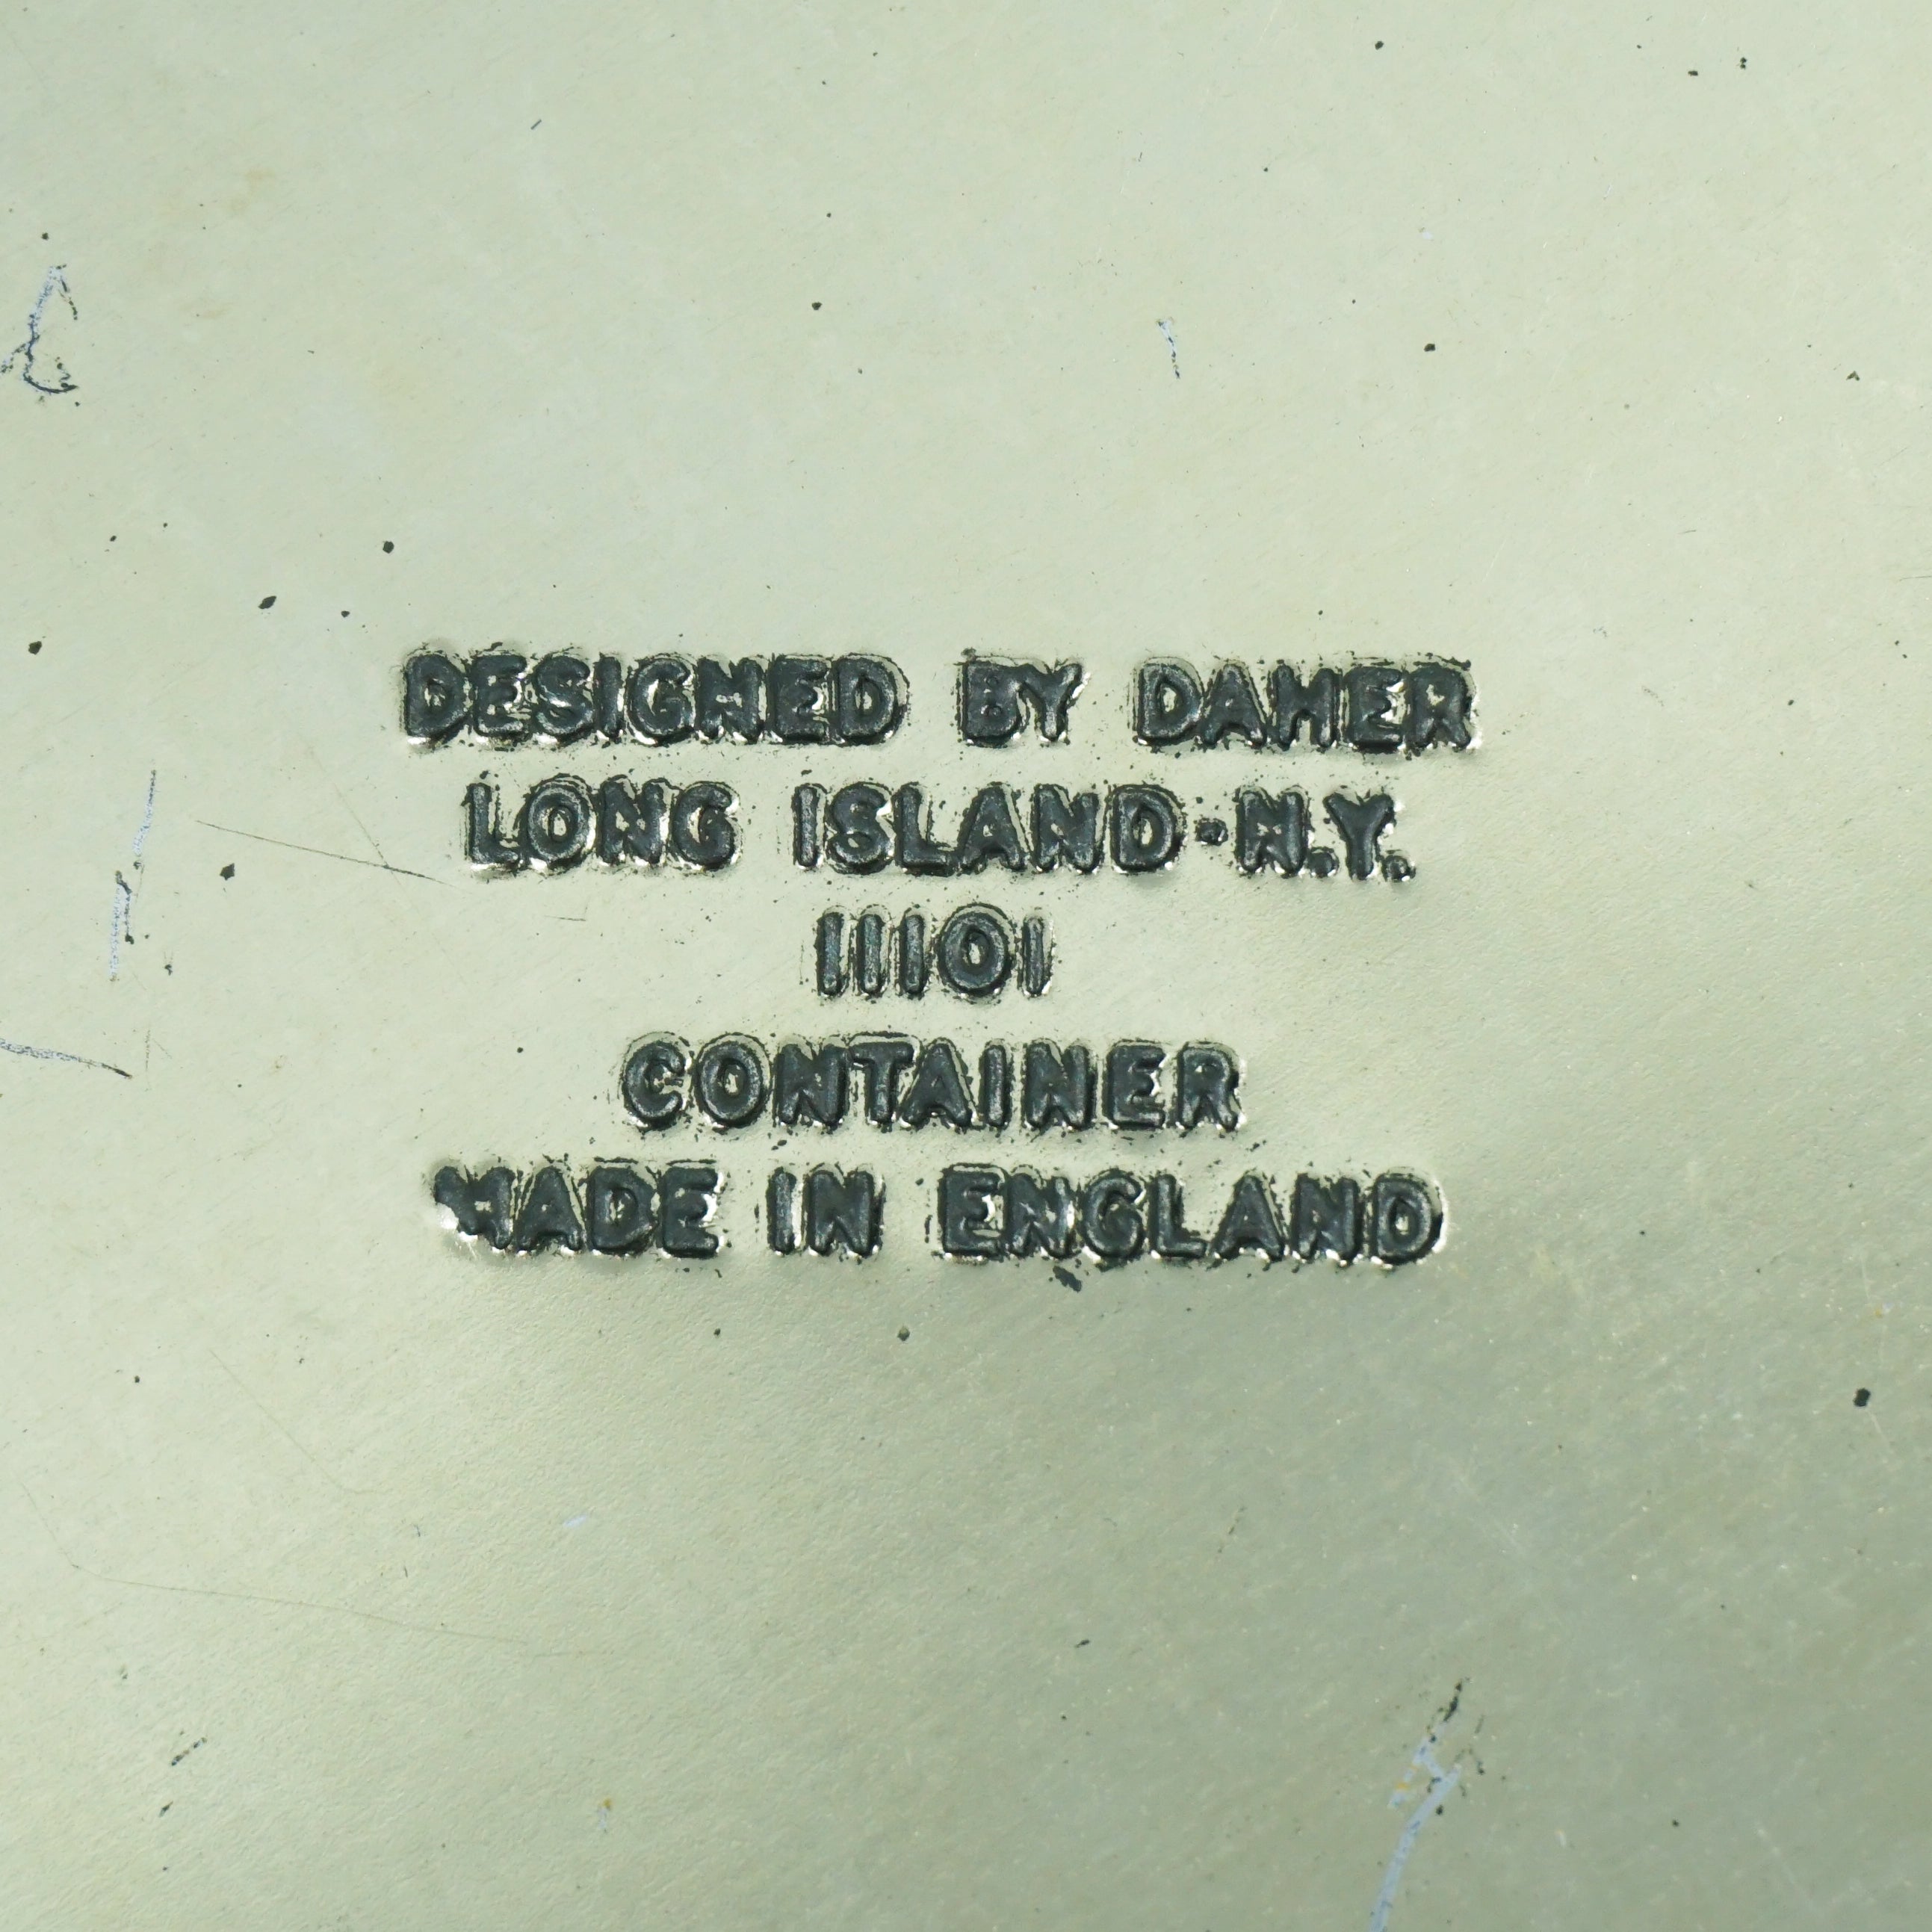 DESIGNED BY DAHER
LONG ISLAND·N.Y.
11101
CONTAINER
MADE IN ENGLAND